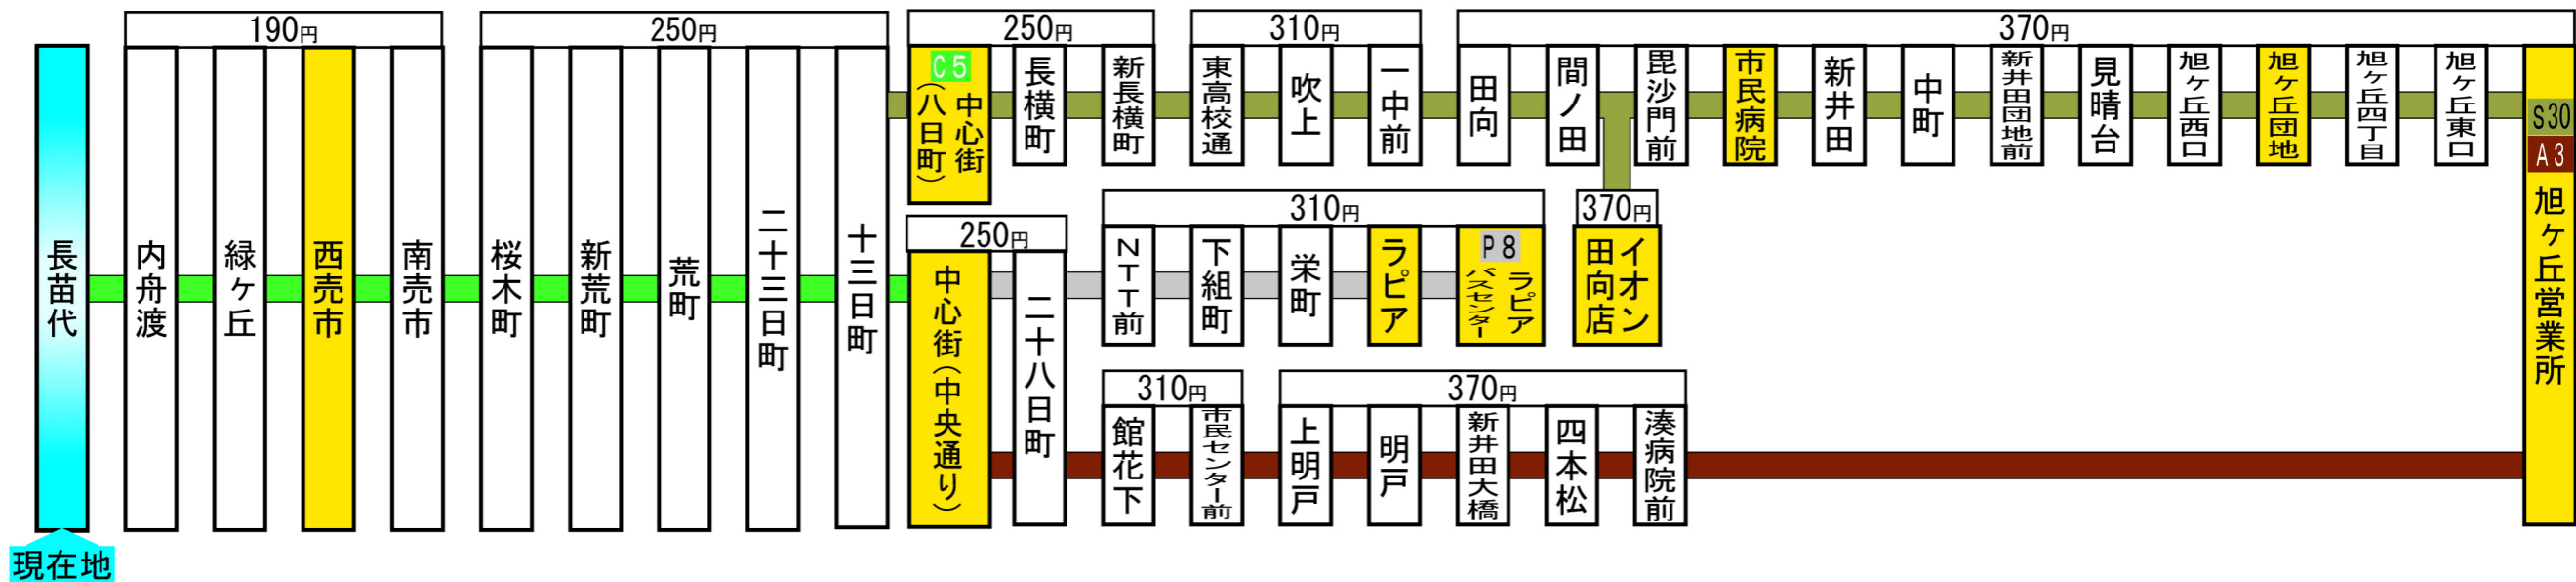 190円
250円
250円
310円
370円
長苗代
内舟渡
緑ヶ丘
西売市
南売市
桜木町
新荒町
荒町
二十三日町
十三日町
C5
中心街
(八日町)
長横町
新長横町
東高校通
吹上
一中前
田向
間ノ田
毘沙門前
市民病院
新井田
中町
新井田団地前
見晴台
旭ヶ丘西口
旭ヶ丘団地
旭ヶ丘四丁目
旭ヶ丘東口
S30
A3
旭ヶ丘営業所
250円
310円
370円
中心街(中央通り)
二十八日町
NTT前
下組町
栄町
ラピア
P8
ラピア
バスセンター
イオン
田向店
310円
370円
館花下
市民センター前
上明戸
明戸
新井田大橋
四本松
湊病院前
現在地